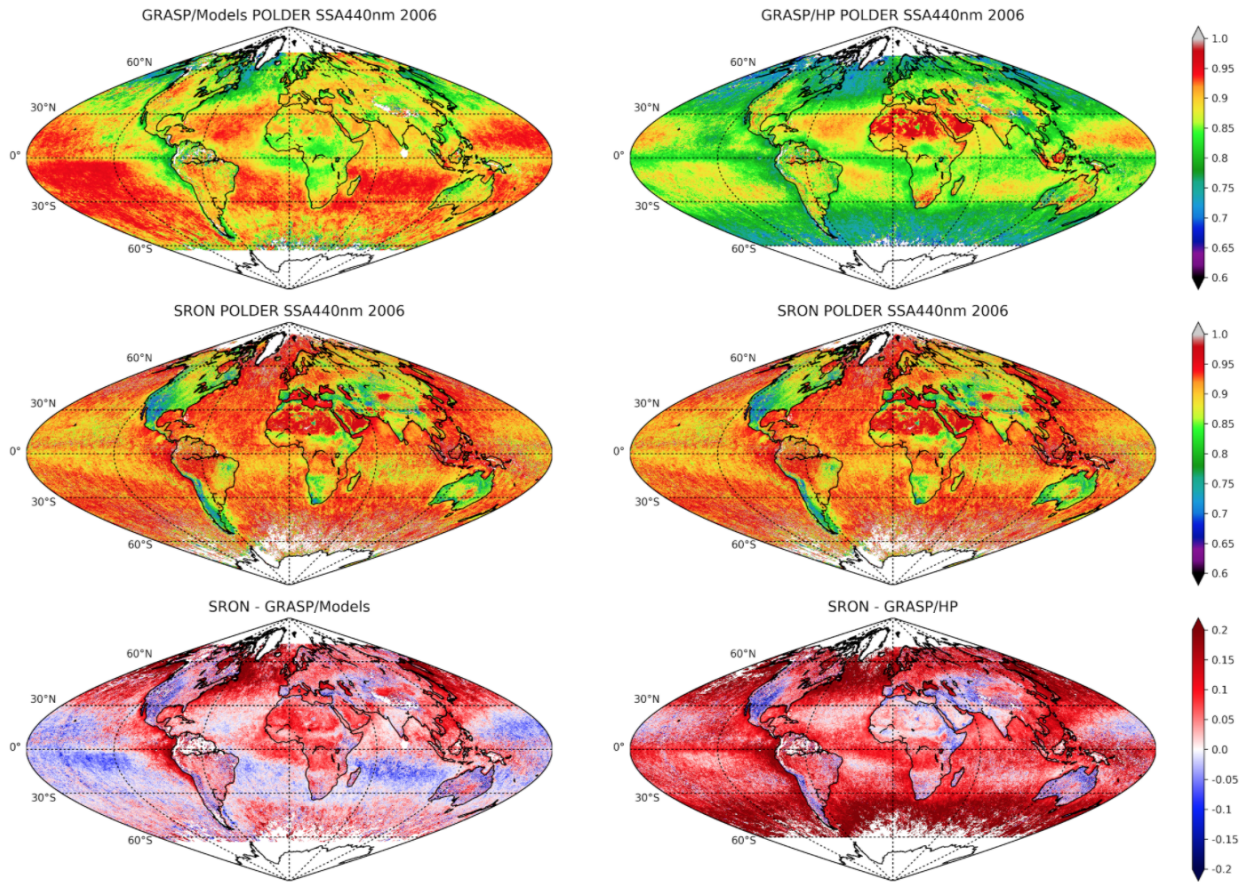 GRASP/Models POLDER SSA440nm 2006
60°N
30°N
0°
30°S
60°S
GRASP/HP POLDER SSA440nm 2006
60°N
30°N
0°
30°S
60°S
1.0
0.95
0.9
0.85
0.8
0.75
0.7
0.65
0.6
SRON POLDER SSA440nm 2006
60°N
30°N
0°
30°S
60°S
SRON POLDER SSA440nm 2006
60°N
30°N
0°
30°S
60°S
1.0
0.95
0.9
0.85
0.8
0.75
0.7
0.65
0.6
SRON - GRASP/Models
60°N
30°N
0°
30°S
60°S
SRON - GRASP/HP
60°N
30°N
0°
30°S
60°S
0.2
0.15
0.1
0.05
0.0
-0.05
-0.1
-0.15
-0.2